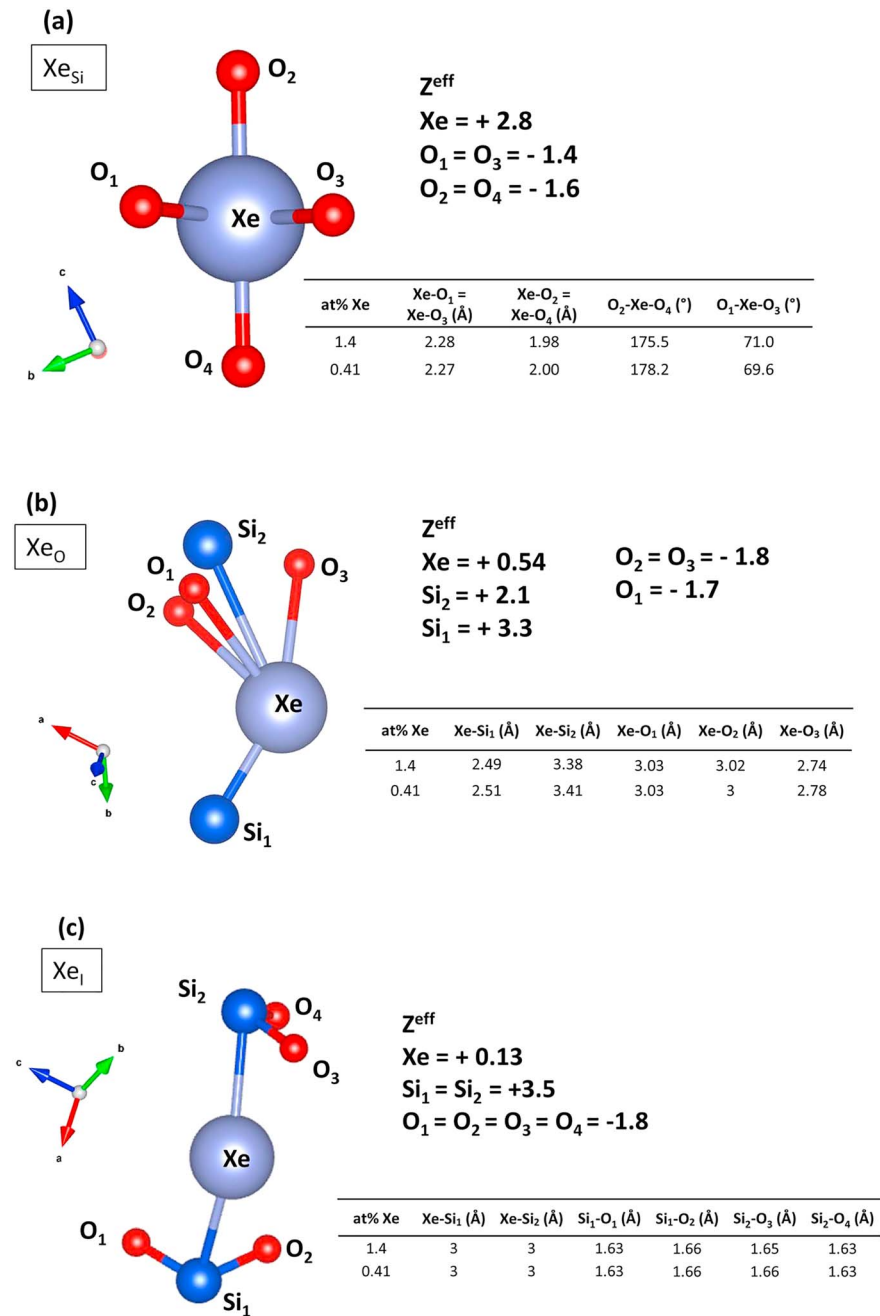 (a)
Xe_Si
O₂
O₁
O₃
Xe
O₄
c
b
Z^eff
Xe = + 2.8
O₁ = O₃ = - 1.4
O₂ = O₄ = - 1.6
at% Xe Xe-O₁ = Xe-O₃ (Å) Xe-O₂ = Xe-O₄ (Å) O₂-Xe-O₄ (°) O₁-Xe-O₃ (°)
1.4 2.28 1.98 175.5 71.0
0.41 2.27 2.00 178.2 69.6
(b)
Xe_O
Si₂
O₁
O₃
O₂
Xe
Si₁
a
c
b
Z^eff
Xe = + 0.54
Si₂ = + 2.1
Si₁ = + 3.3
O₂ = O₃ = - 1.8
O₁ = - 1.7
at% Xe Xe-Si₁ (Å) Xe-Si₂ (Å) Xe-O₁ (Å) Xe-O₂ (Å) Xe-O₃ (Å)
1.4 2.49 3.38 3.03 3.02 2.74
0.41 2.51 3.41 3.03 3 2.78
(c)
Xe_I
Si₂
O₄
O₃
Xe
O₁
O₂
Si₁
c
b
a
Z^eff
Xe = + 0.13
Si₁ = Si₂ = +3.5
O₁ = O₂ = O₃ = O₄ = -1.8
at% Xe Xe-Si₁ (Å) Xe-Si₂ (Å) Si₁-O₁ (Å) Si₁-O₂ (Å) Si₂-O₃ (Å) Si₂-O₄ (Å)
1.4 3 3 1.63 1.66 1.65 1.63
0.41 3 3 1.63 1.66 1.66 1.63